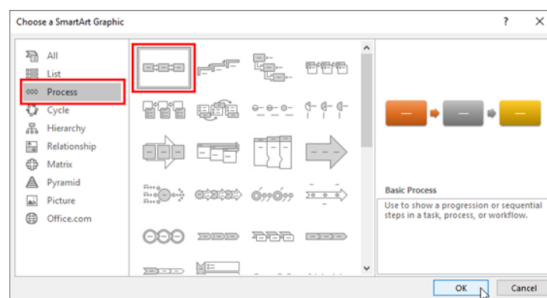 Choose a SmartArt Graphic
? X
All
List
Process
Cycle
Hierarchy
Relationship
Matrix
Pyramid
Picture
Office.com
Basic Process
Use to show a progression or sequential
steps in a task, process, or workflow.
OK
Cancel